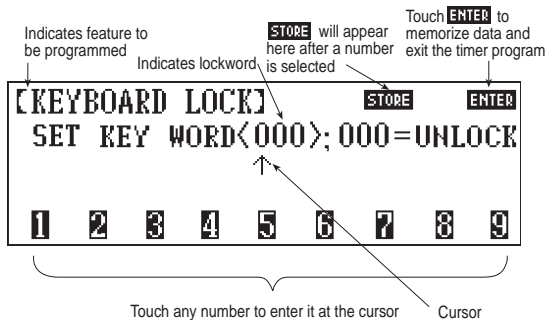 Indicates feature to
be programmed
Indicates lockword
STORE will appear
here after a number
is selected
Touch ENTER to
memorize data and
exit the timer program
[KEYBOARD LOCK] STORE ENTER
SET KEY WORD<000>;000=UNLOCK
1 2 3 4 5 6 7 8 9
Touch any number to enter it at the cursor
Cursor